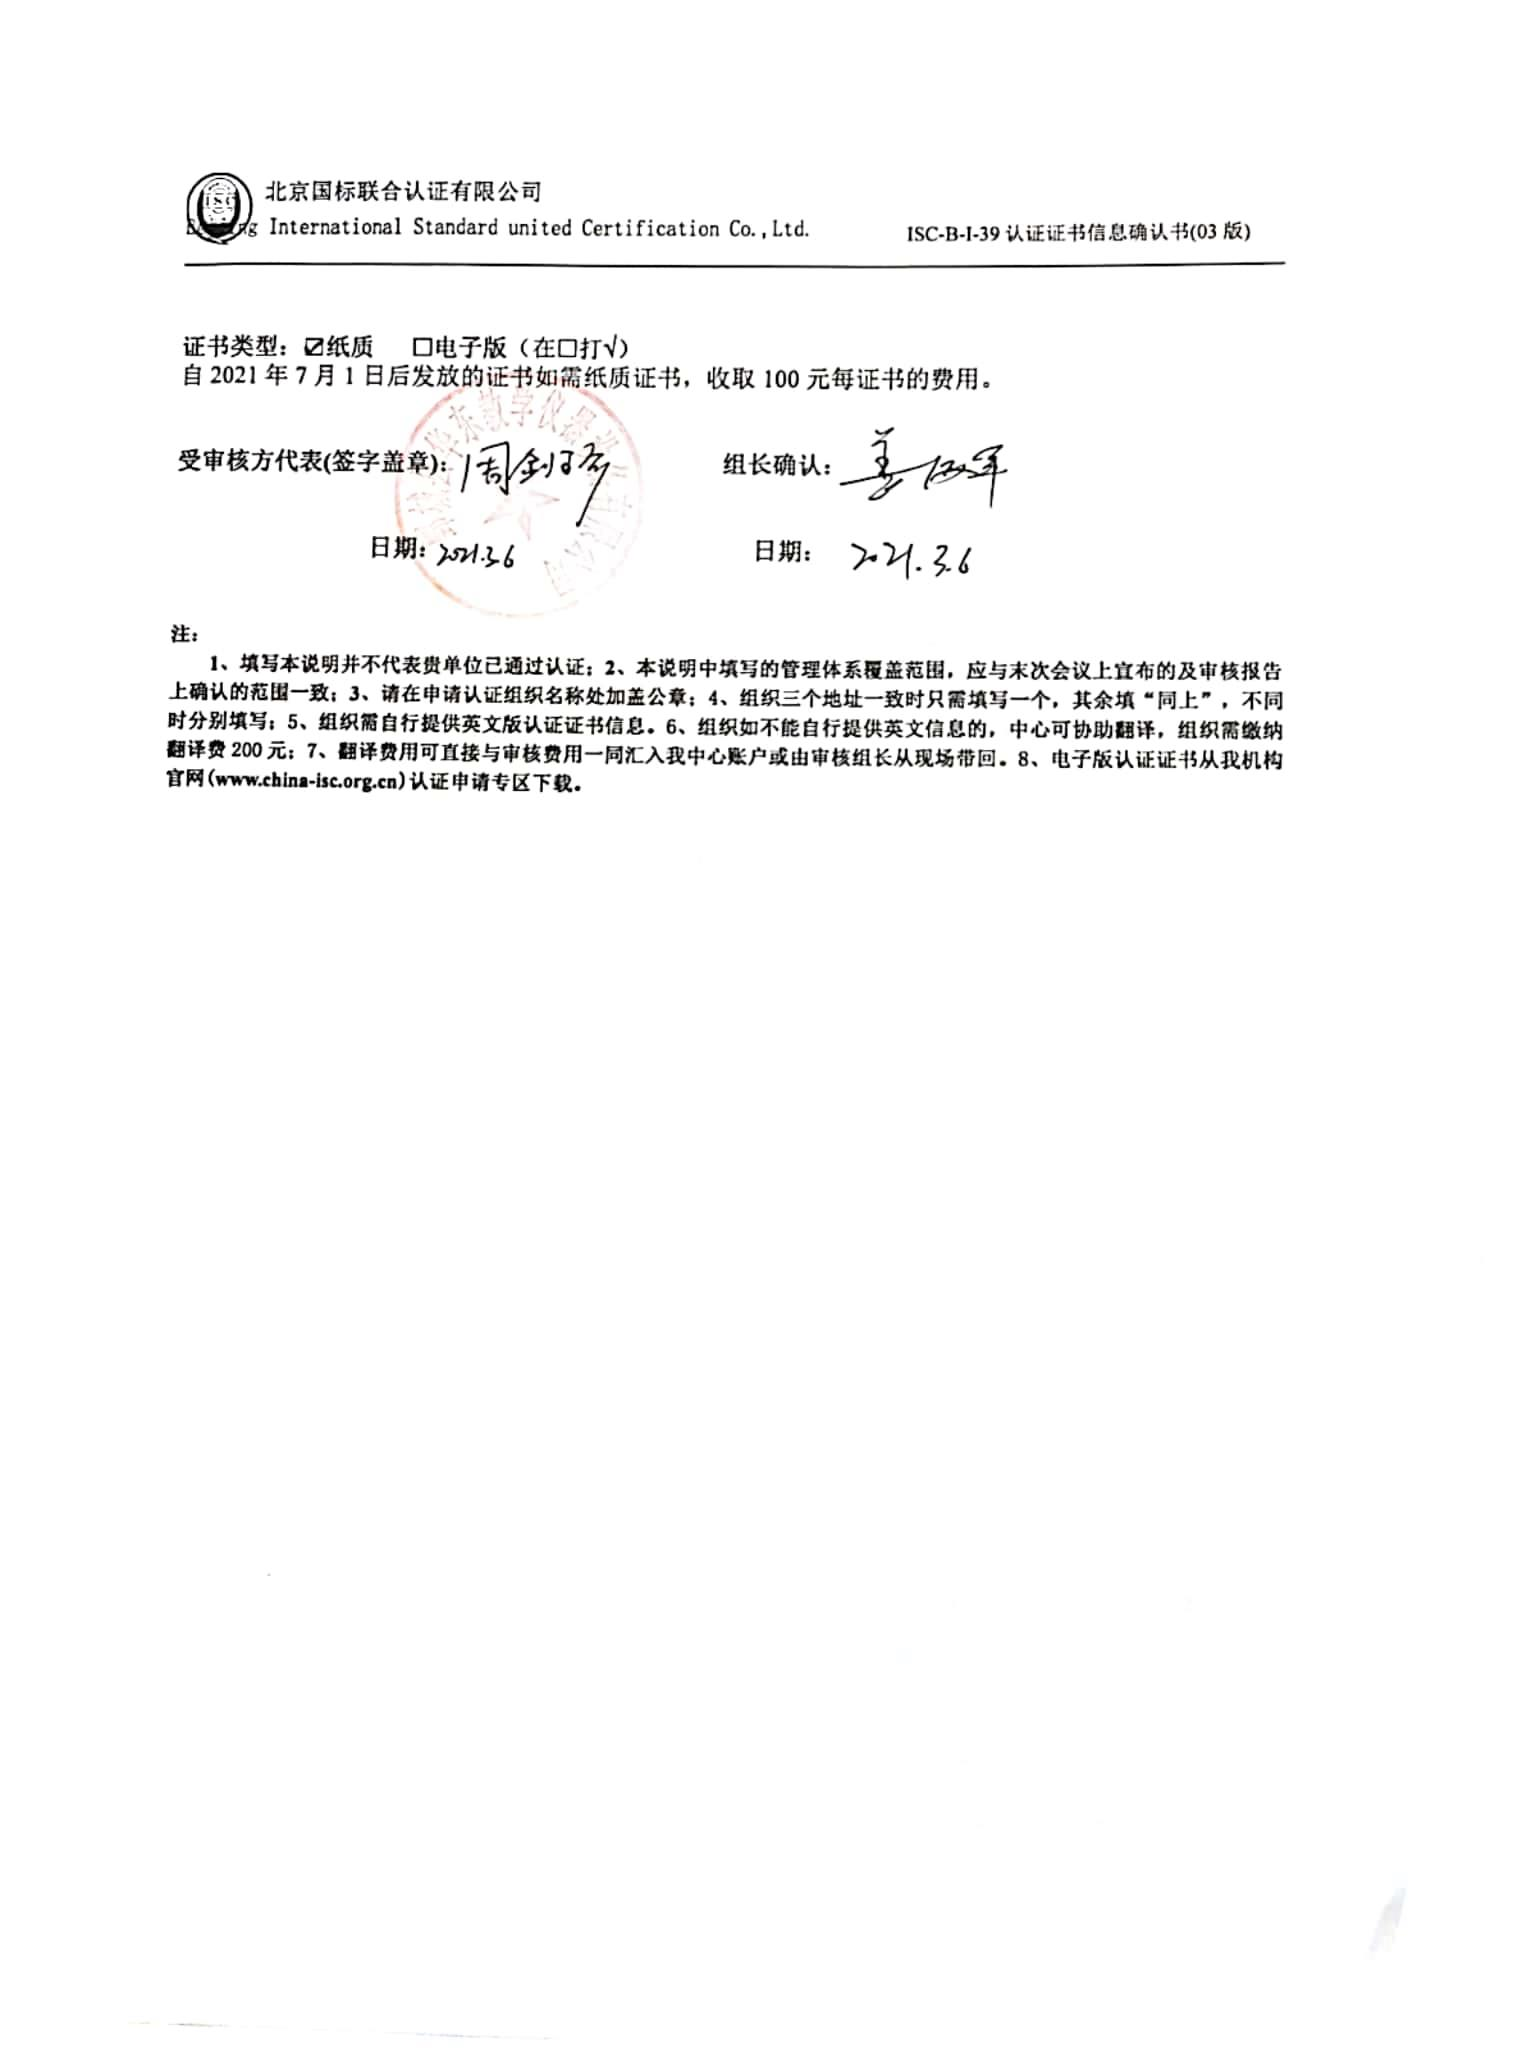 ISC
北京国标联合认证有限公司
International Standard united Certification Co.,Ltd.
ISC-B-I-39 认证证书信息确认书(03 版)
证书类型：☑纸质 □电子版（在□打√）
自 2021 年 7 月 1 日后发放的证书如需纸质证书，收取 100 元每证书的费用。
受审核方代表(签字盖章)：周
组长确认：姜
日期：2021.3.6
日期： 2021.3.6
华东教学仪器 有限公司
注：
1、填写本说明并不代表贵单位已通过认证；2、本说明中填写的管理体系覆盖范围，应与末次会议上宣布的及审核报告
上确认的范围一致；3、请在申请认证组织名称处加盖公章；4、组织三个地址一致时只需填写一个，其余填“同上”，不同
时分别填写；5、组织需自行提供英文版认证证书信息。6、组织如不能自行提供英文信息的，中心可协助翻译，组织需缴纳
翻译费 200 元；7、翻译费用可直接与审核费用一同汇入我中心账户或由审核组长从现场带回。8、电子版认证证书从我机构
官网(www.china-isc.org.cn)认证申请专区下载。